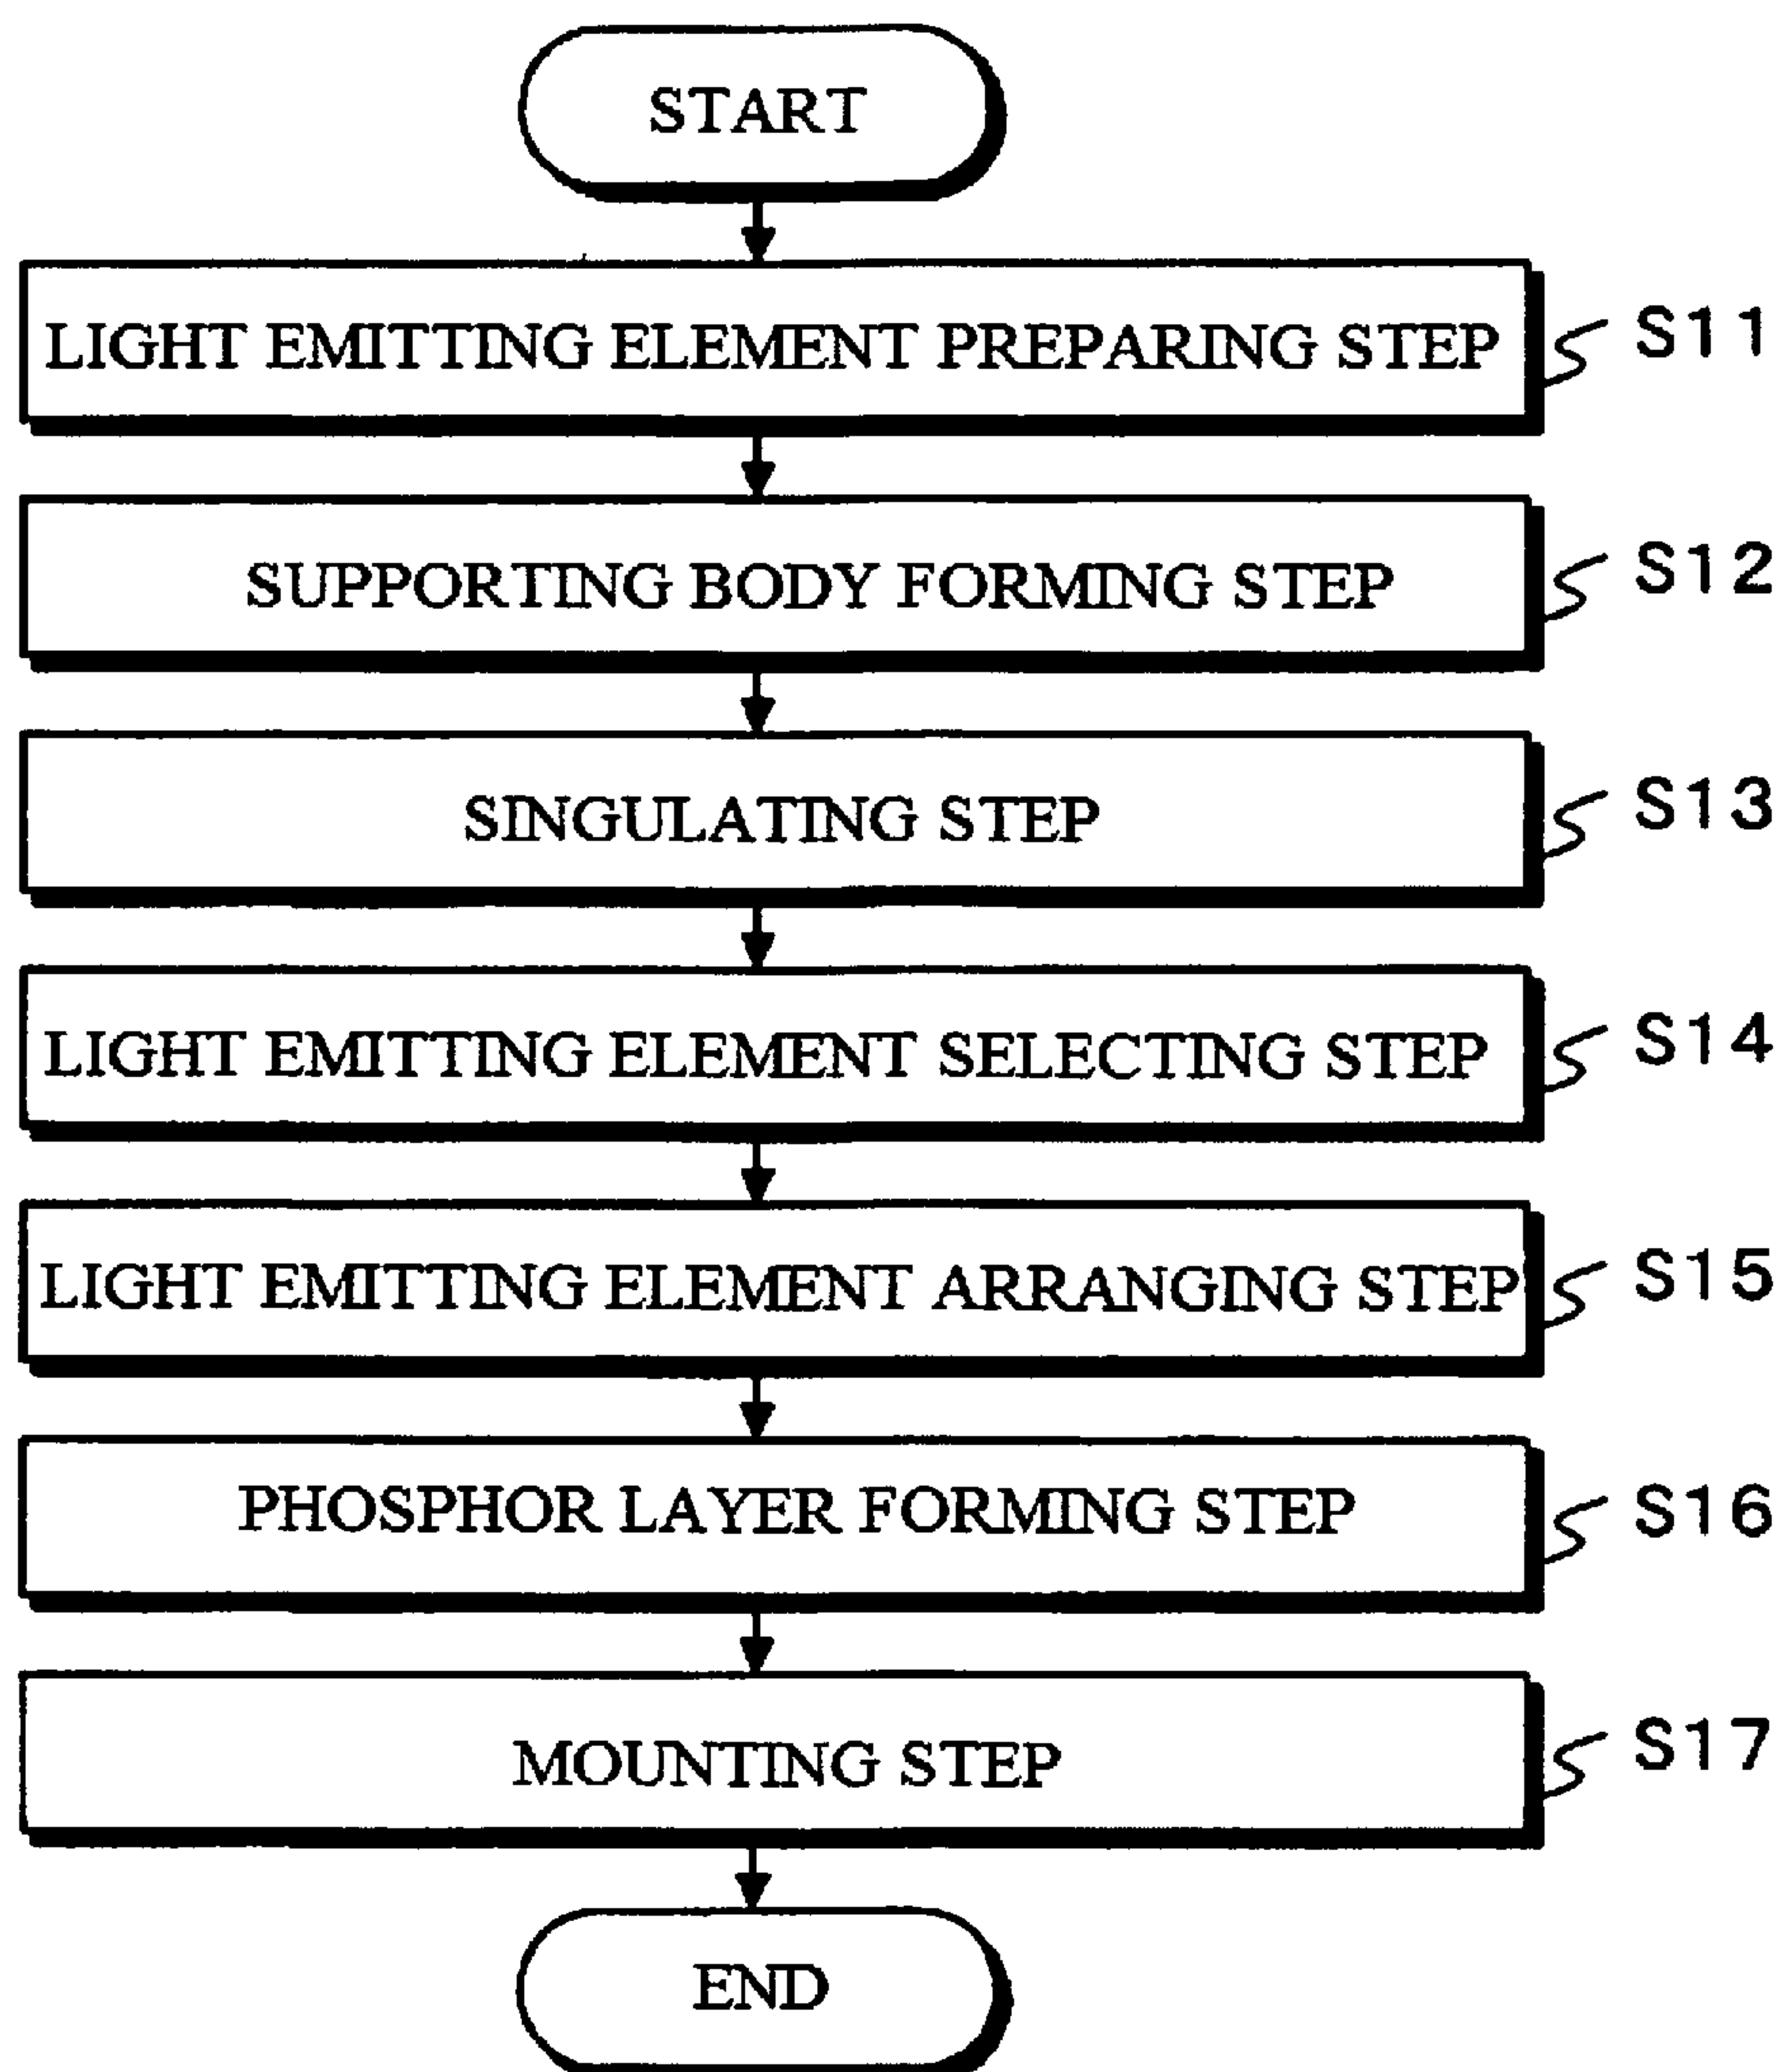 START
LIGHT EMITTING ELEMENT PREPARING STEP S11
SUPPORTING BODY FORMING STEP S12
SINGULATING STEP S13
LIGHT EMITTING ELEMENT SELECTING STEP S14
LIGHT EMITTING ELEMENT ARRANGING STEP S15
PHOSPHOR LAYER FORMING STEP S16
MOUNTING STEP S17
END